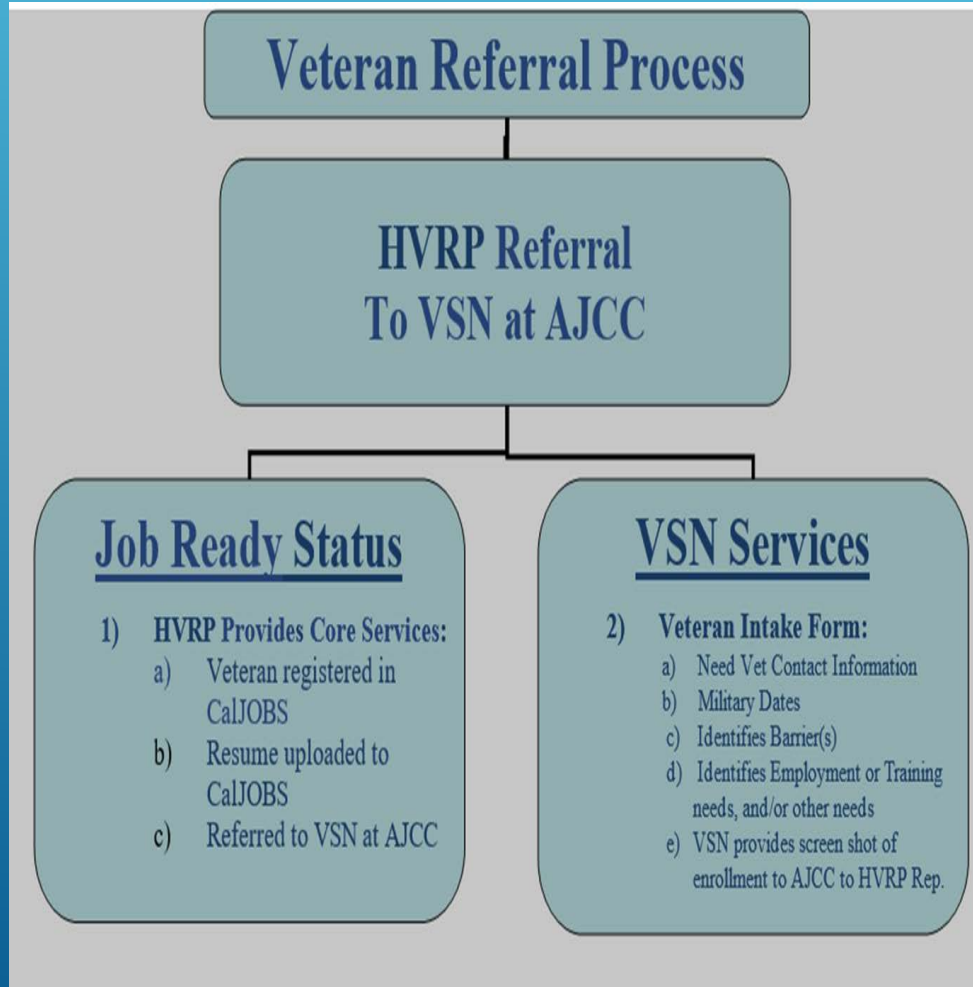 Veteran Referral Process
HVRP Referral
To VSN at AJCC
Job Ready Status
1) HVRP Provides Core Services:
a) Veteran registered in
CalJOBS
b) Resume uploaded to
CalJOBS
c) Referred to VSN at AJCC
VSN Services
2) Veteran Intake Form:
a) Need Vet Contact Information
b) Military Dates
c) Identifies Barrier(s)
d) Identifies Employment or Training
needs, and/or other needs
e) VSN provides screen shot of
enrollment to AJCC to HVRP Rep.